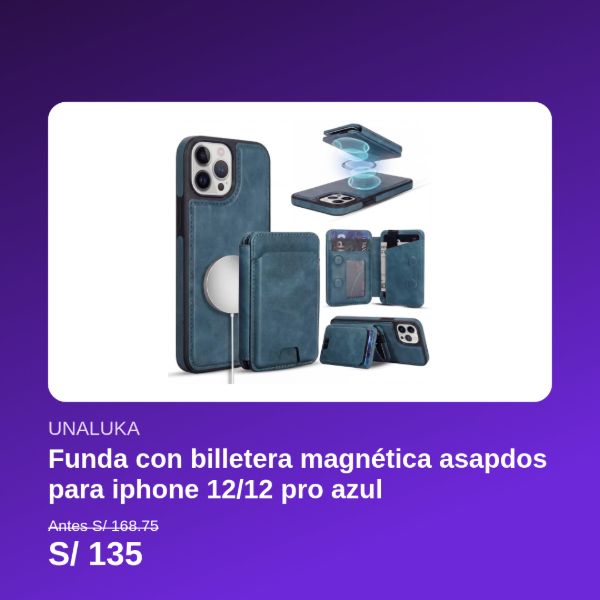 UNALUKA
Funda con billetera magnética asapdos
para iphone 12/12 pro azul
Antes S/ 168.75
S/ 135